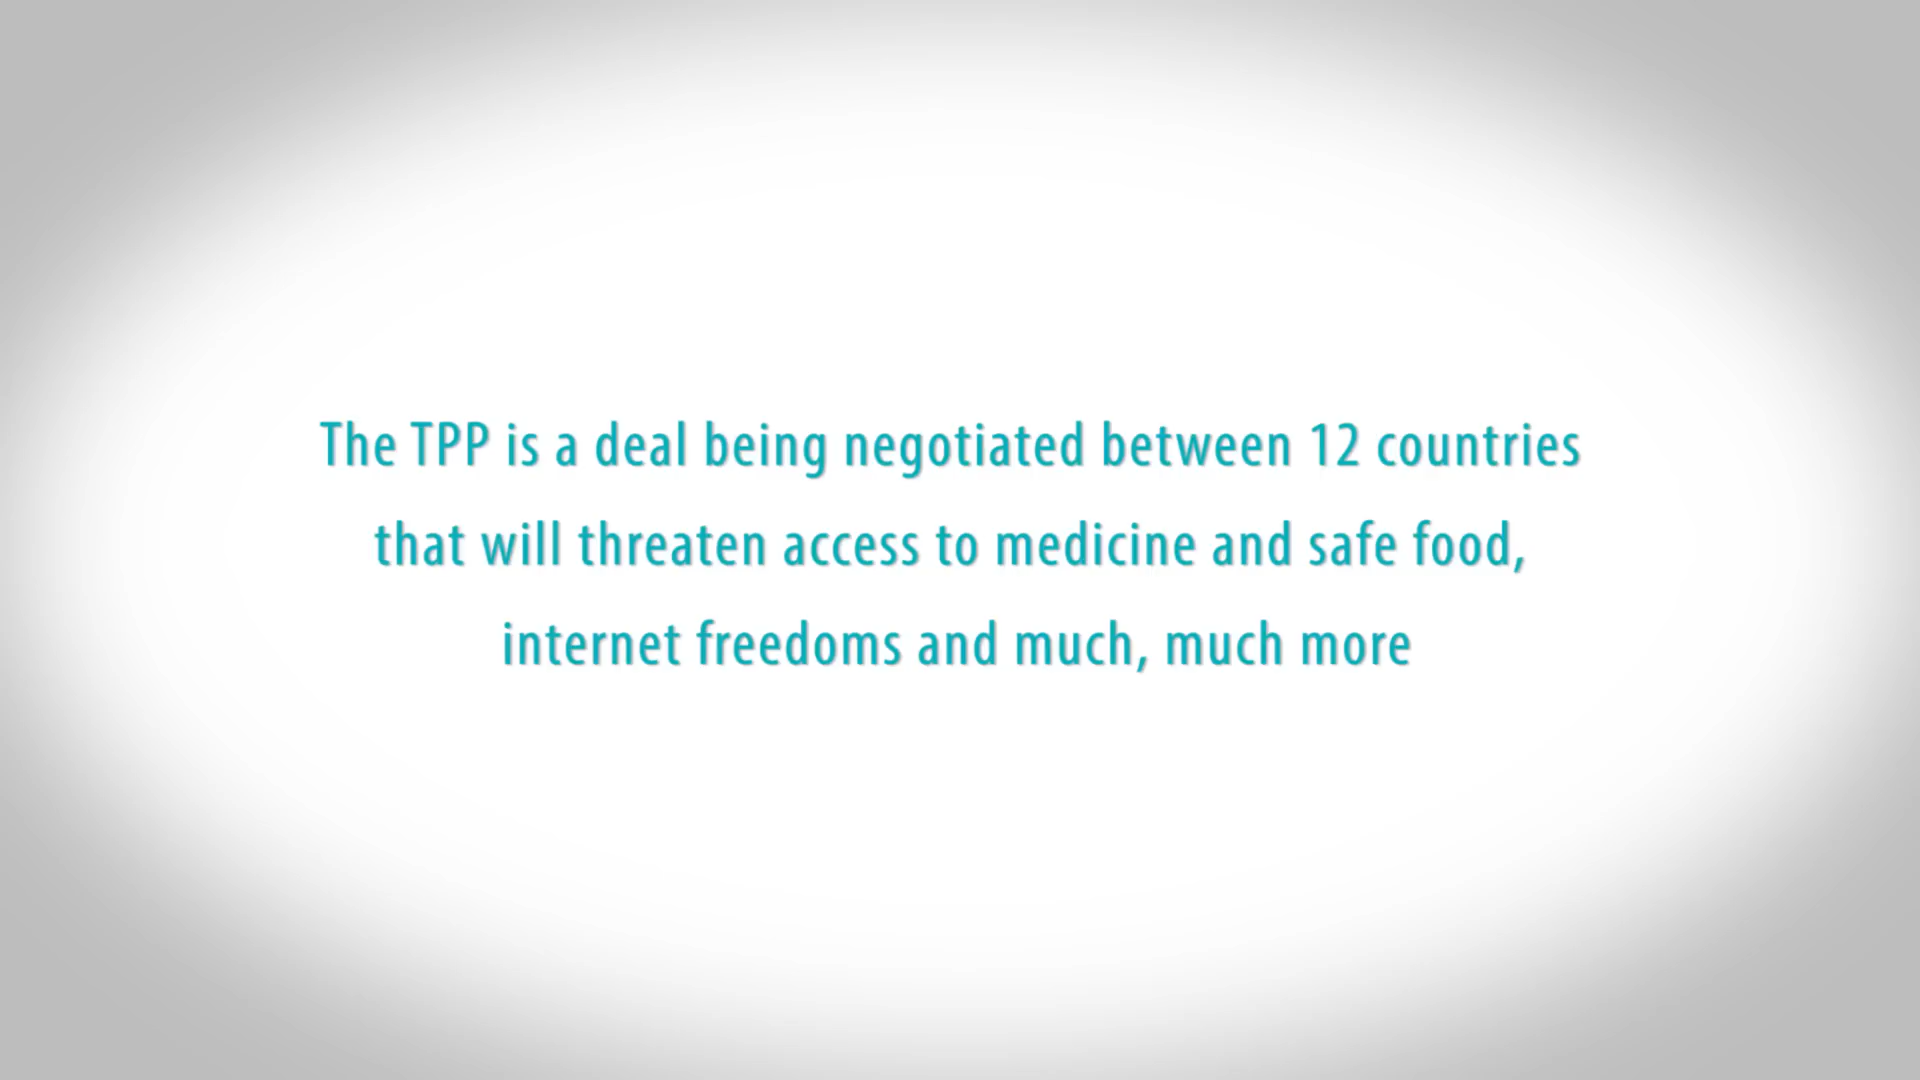 The TPP is a deal being negotiated between 12 countries
that will threaten access to medicine and safe food,
internet freedoms and much, much more